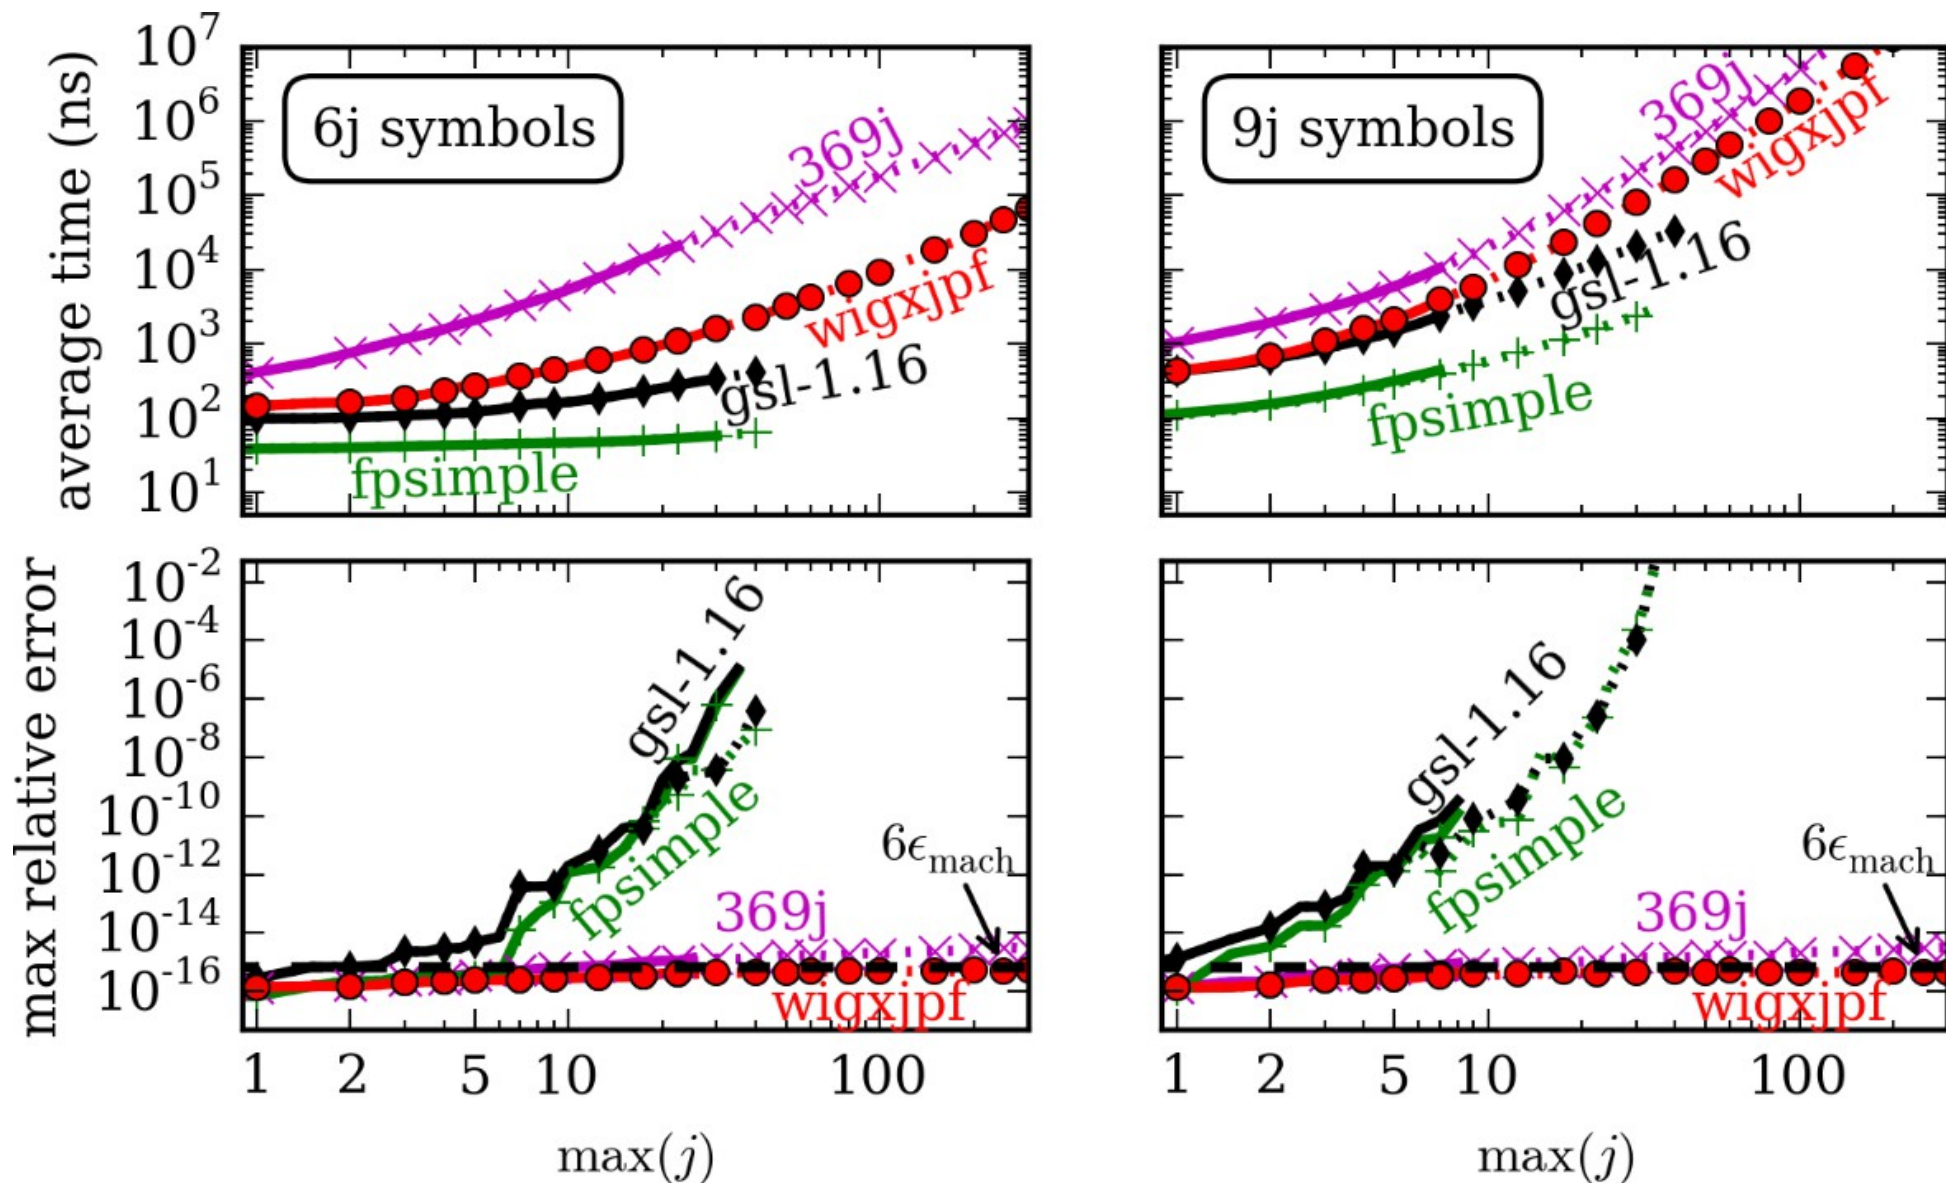 average time (ns)
10^7
10^6
10^5
10^4
10^3
10^2
10^1
6j symbols
369j
wigxjpf
gsl-1.16
fpsimple
9j symbols
369j
wigxjpf
gsl-1.16
fpsimple
max relative error
10^-2
10^-4
10^-6
10^-8
10^-10
10^-12
10^-14
10^-16
gsl-1.16
fpsimple
369j
6ϵ_mach
wigxjpf
1 2 5 10 100
max(j)
gsl-1.16
fpsimple
369j
6ϵ_mach
wigxjpf
1 2 5 10 100
max(j)